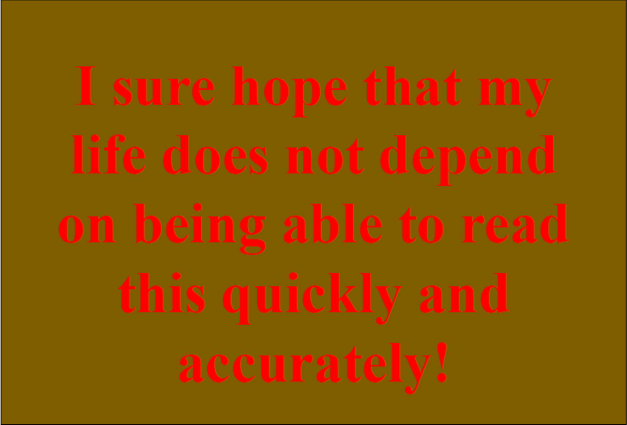 I sure hope that my
life does not depend
on being able to read
this quickly and
accurately!